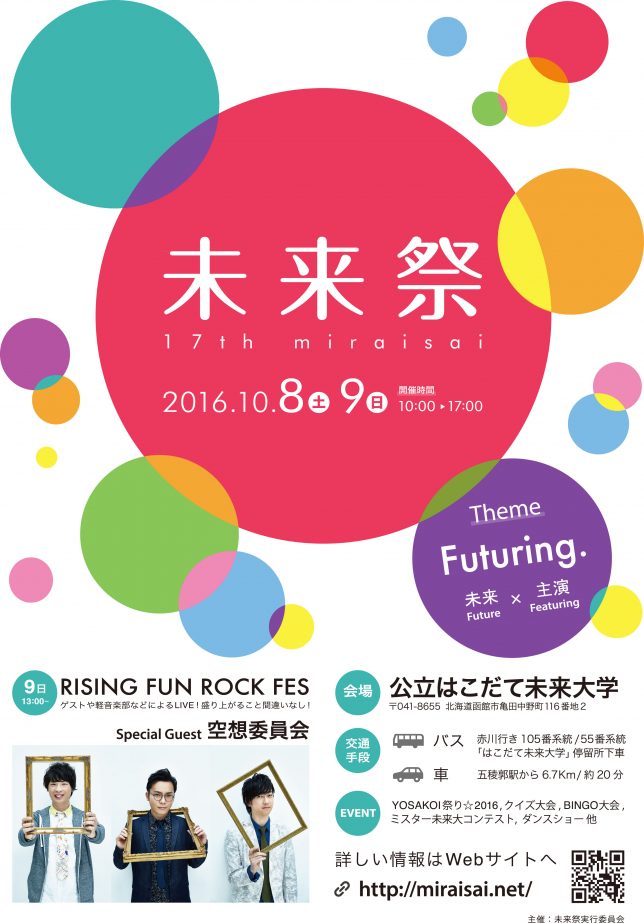 未来祭
17th miraisai
2016.10.8土9日 開催時間
10:00▶17:00
Theme
Futuring.
未来 × 主演
Future Featuring
9日
13:00~
RISING FUN ROCK FES
ゲストや軽音楽部などによるLIVE!盛り上がること間違いなし!
Special Guest 空想委員会
会場
公立はこだて未来大学
〒041-8655 北海道函館市亀田中野町116番地2
交通
手段
バス
赤川行き105番系統/55番系統
「はこだて未来大学」停留所下車
車
五稜郭駅から6.7Km/約20分
EVENT
YOSAKOI祭り☆2016,クイズ大会,BINGO大会,
ミスター未来大コンテスト,ダンスショー他
詳しい情報はWebサイトへ
http://miraisai.net/
主催:未来祭実行委員会